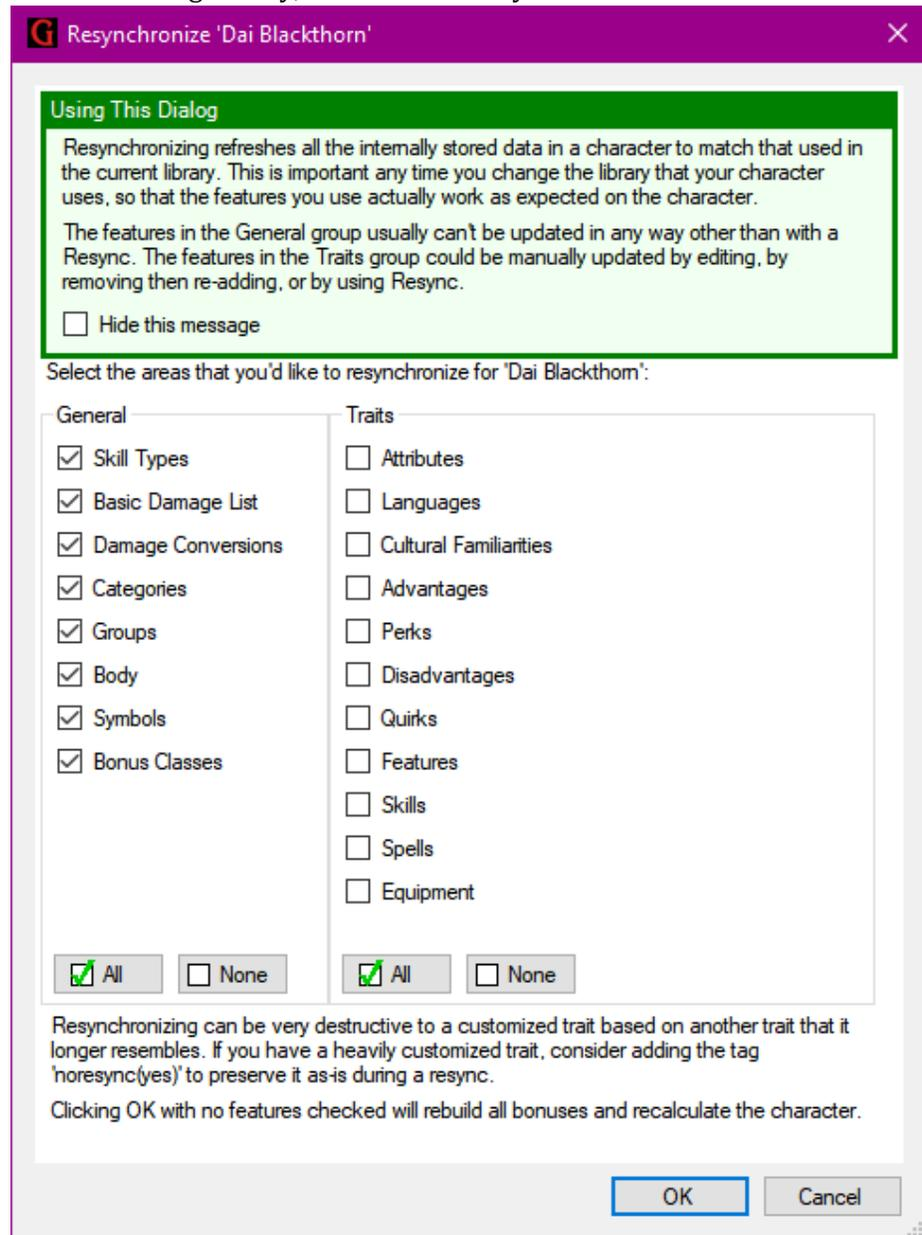 Resynchronize 'Dai Blackthorn'
Using This Dialog
Resynchronizing refreshes all the internally stored data in a character to match that used in
the current library. This is important any time you change the library that your character
uses, so that the features you use actually work as expected on the character.
The features in the General group usually can't be updated in any way other than with a
Resync. The features in the Traits group could be manually updated by editing, by
removing then re-adding, or by using Resync.
Hide this message
Select the areas that you'd like to resynchronize for 'Dai Blackthorn':
General
Skill Types
Basic Damage List
Damage Conversions
Categories
Groups
Body
Symbols
Bonus Classes
All
None
Traits
Attributes
Languages
Cultural Familiarities
Advantages
Perks
Disadvantages
Quirks
Features
Skills
Spells
Equipment
All
None
Resynchronizing can be very destructive to a customized trait based on another trait that it
longer resembles. If you have a heavily customized trait, consider adding the tag
'noresync(yes)' to preserve it as-is during a resync.
Clicking OK with no features checked will rebuild all bonuses and recalculate the character.
OK
Cancel